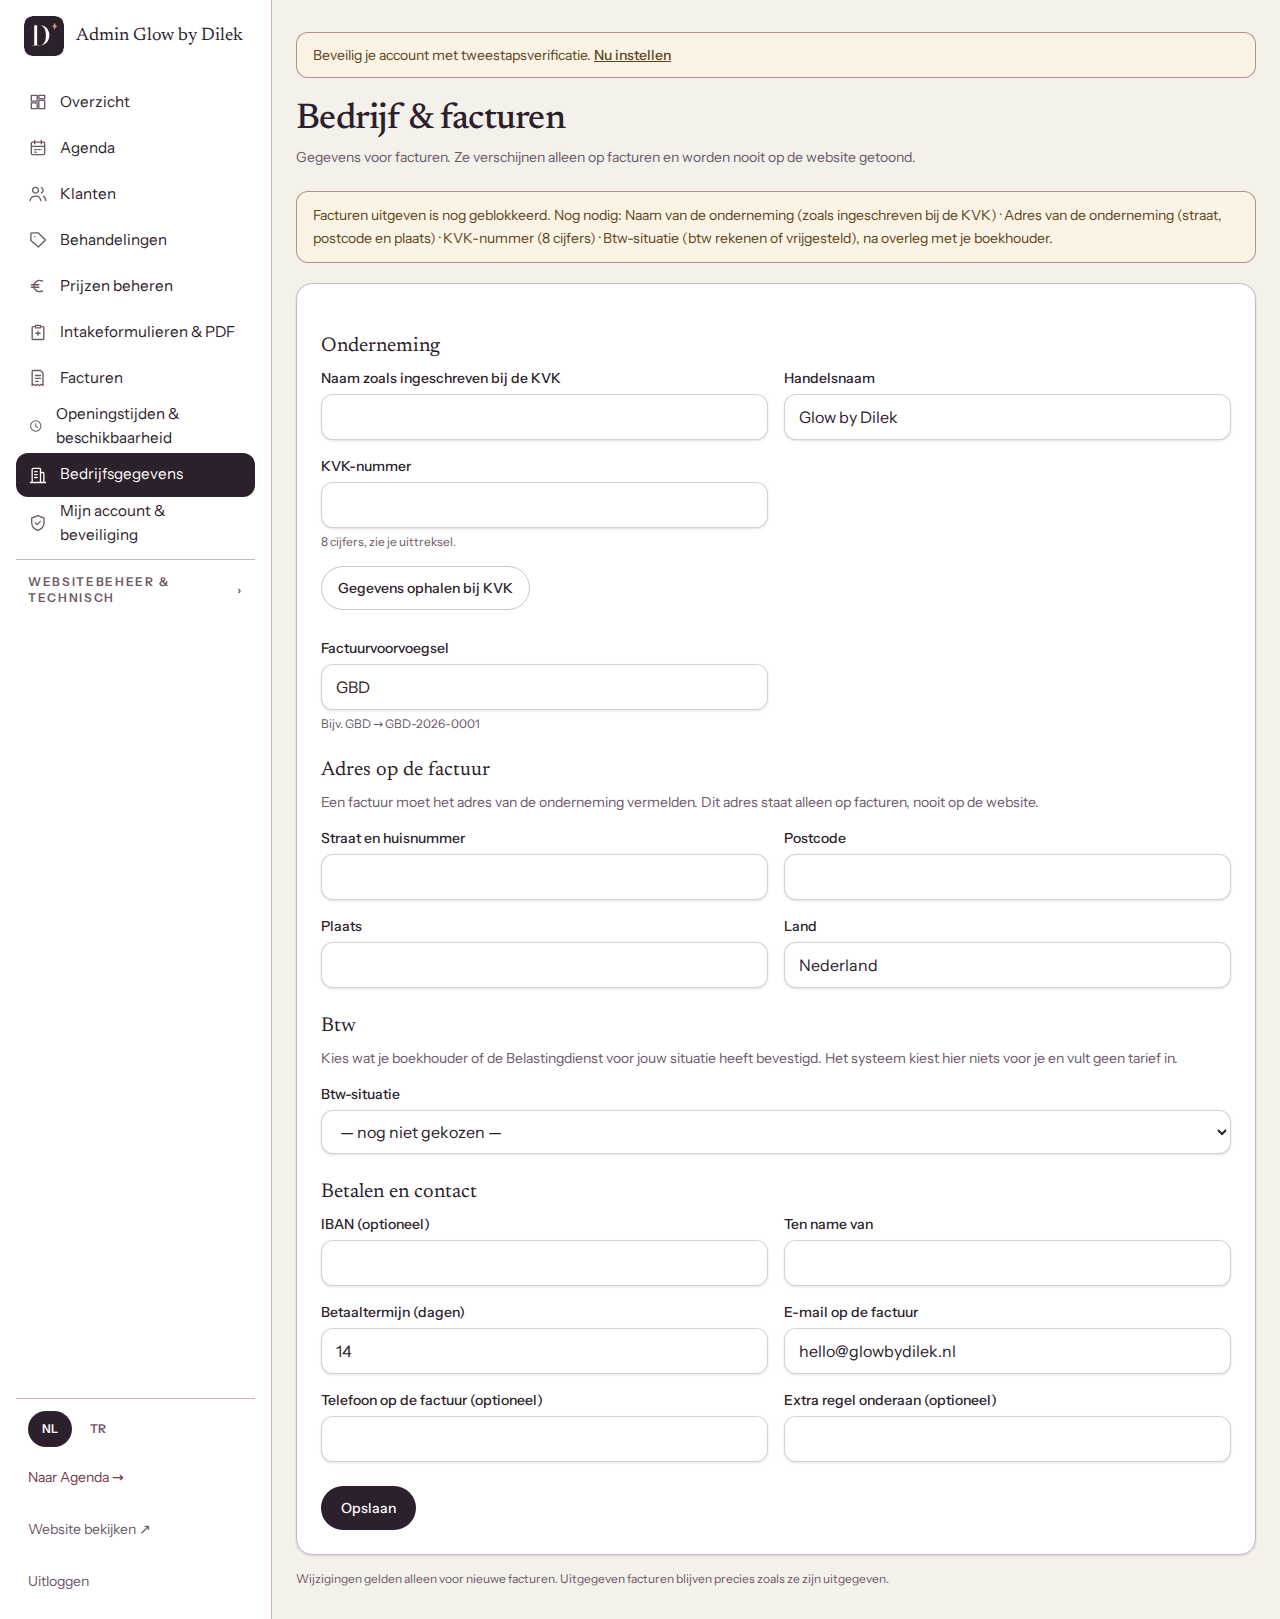 D
Admin Glow by Dilek
Overzicht
Agenda
Klanten
Behandelingen
Prijzen beheren
Intakeformulieren & PDF
Facturen
Openingstijden &
beschikbaarheid
Bedrijfsgegevens
Mijn account &
beveiliging
WEBSITEBEHEER &
TECHNISCH
NL TR
Naar Agenda →
Website bekijken ↗
Uitloggen
Beveilig je account met tweestapsverificatie. Nu instellen
Bedrijf & facturen
Gegevens voor facturen. Ze verschijnen alleen op facturen en worden nooit op de website getoond.
Facturen uitgeven is nog geblokkeerd. Nog nodig: Naam van de onderneming (zoals ingeschreven bij de KVK) · Adres van de onderneming (straat,
postcode en plaats) · KVK-nummer (8 cijfers) · Btw-situatie (btw rekenen of vrijgesteld), na overleg met je boekhouder.
Onderneming
Naam zoals ingeschreven bij de KVK
Handelsnaam
Glow by Dilek
KVK-nummer
8 cijfers, zie je uittreksel.
Gegevens ophalen bij KVK
Factuurvoorvoegsel
GBD
Bijv. GBD → GBD-2026-0001
Adres op de factuur
Een factuur moet het adres van de onderneming vermelden. Dit adres staat alleen op facturen, nooit op de website.
Straat en huisnummer
Postcode
Plaats
Land
Nederland
Btw
Kies wat je boekhouder of de Belastingdienst voor jouw situatie heeft bevestigd. Het systeem kiest hier niets voor je en vult geen tarief in.
Btw-situatie
— nog niet gekozen —
Betalen en contact
IBAN (optioneel)
Ten name van
Betaaltermijn (dagen)
14
E-mail op de factuur
hello@glowbydilek.nl
Telefoon op de factuur (optioneel)
Extra regel onderaan (optioneel)
Opslaan
Wijzigingen gelden alleen voor nieuwe facturen. Uitgegeven facturen blijven precies zoals ze zijn uitgegeven.